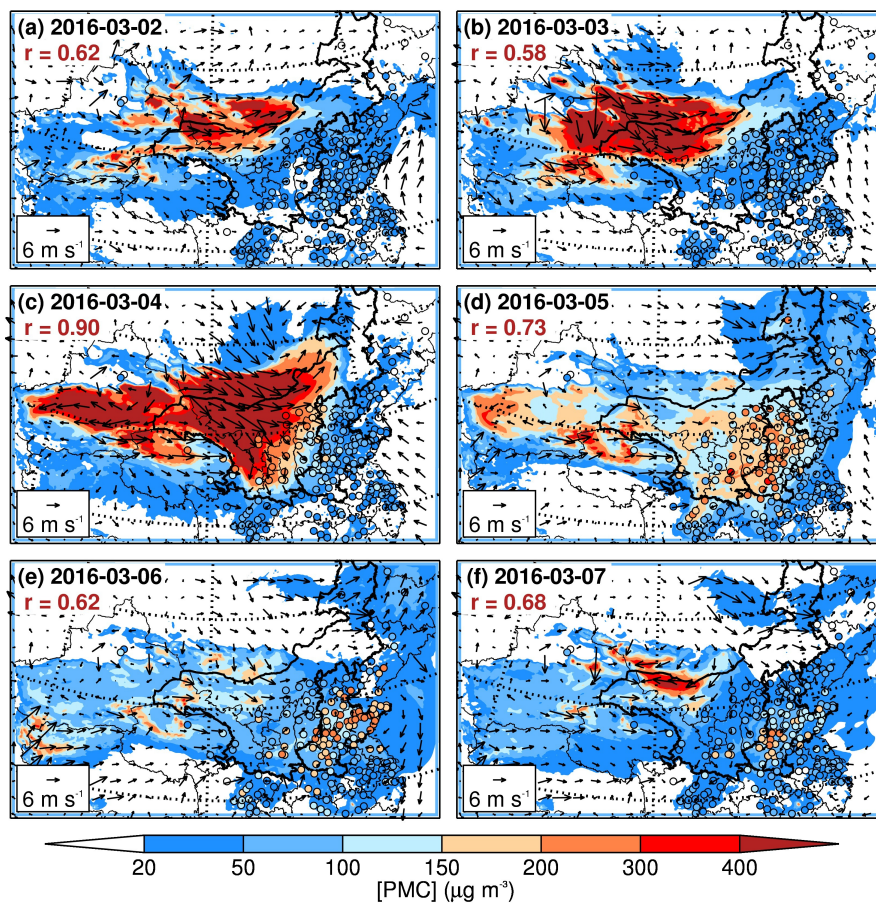 (a) 2016-03-02
r = 0.62
6 m s⁻¹
(b) 2016-03-03
r = 0.58
6 m s⁻¹
(c) 2016-03-04
r = 0.90
6 m s⁻¹
(d) 2016-03-05
r = 0.73
6 m s⁻¹
(e) 2016-03-06
r = 0.62
6 m s⁻¹
(f) 2016-03-07
r = 0.68
6 m s⁻¹
20 50 100 150 200 300 400
[PMC] (μg m⁻³)